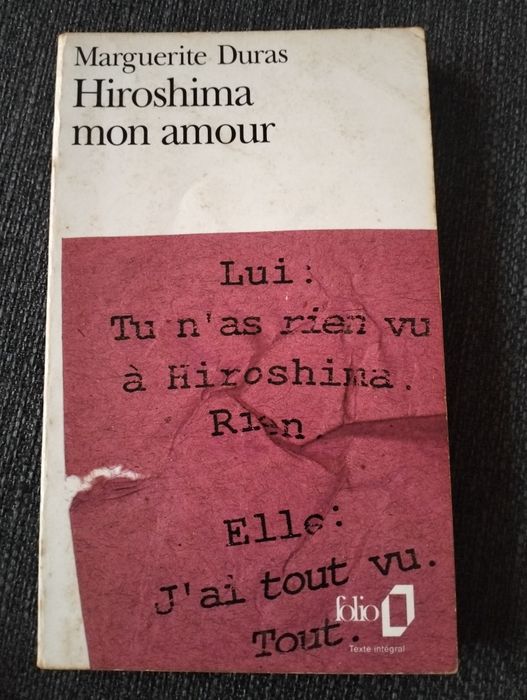 Marguerite Duras
Hiroshima
mon amour
Lui:
Tu n'as rien vu
à Hiroshima.
Rien
Elle:
J'ai tout vu.
Tout.
folio
Texte intégral